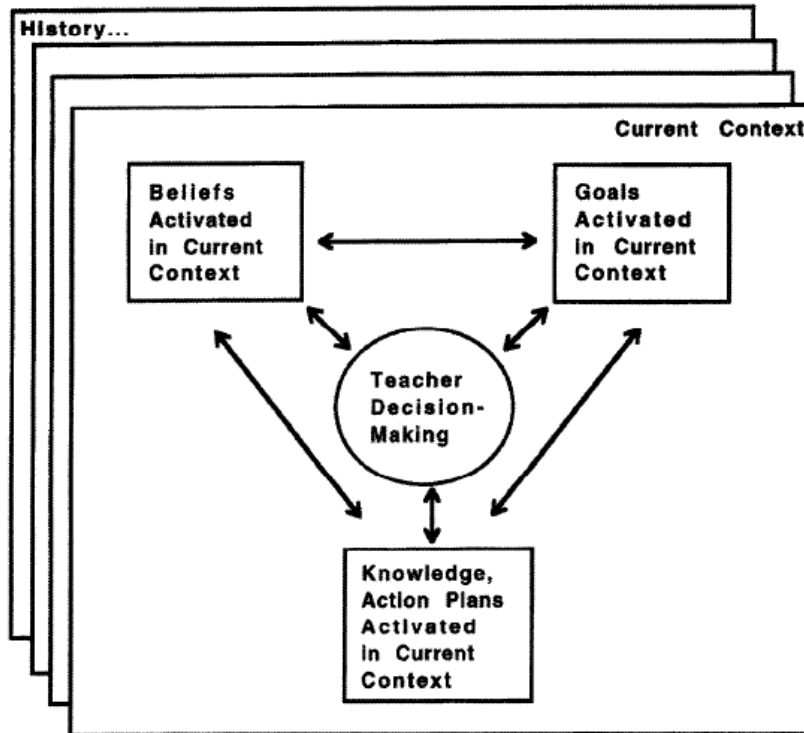 History...
Current Context
Beliefs
Activated
in Current
Context
Goals
Activated
in Current
Context
Teacher
Decision-
Making
Knowledge,
Action Plans
Activated
in Current
Context